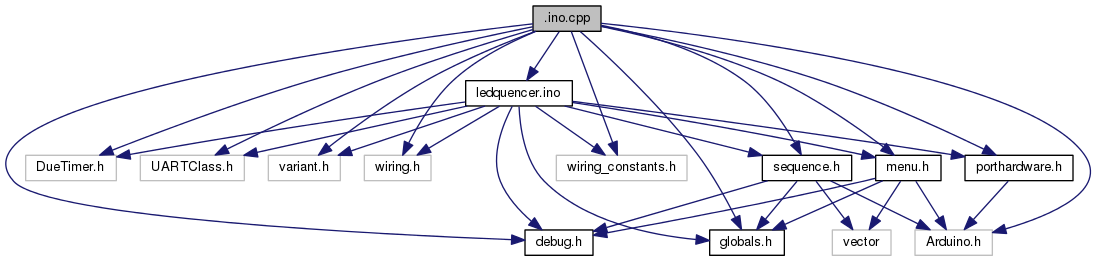 .ino.cpp
ledquencer.ino
DueTimer.h
UARTClass.h
variant.h
wiring.h
wiring_constants.h
sequence.h
menu.h
porthardware.h
debug.h
globals.h
vector
Arduino.h